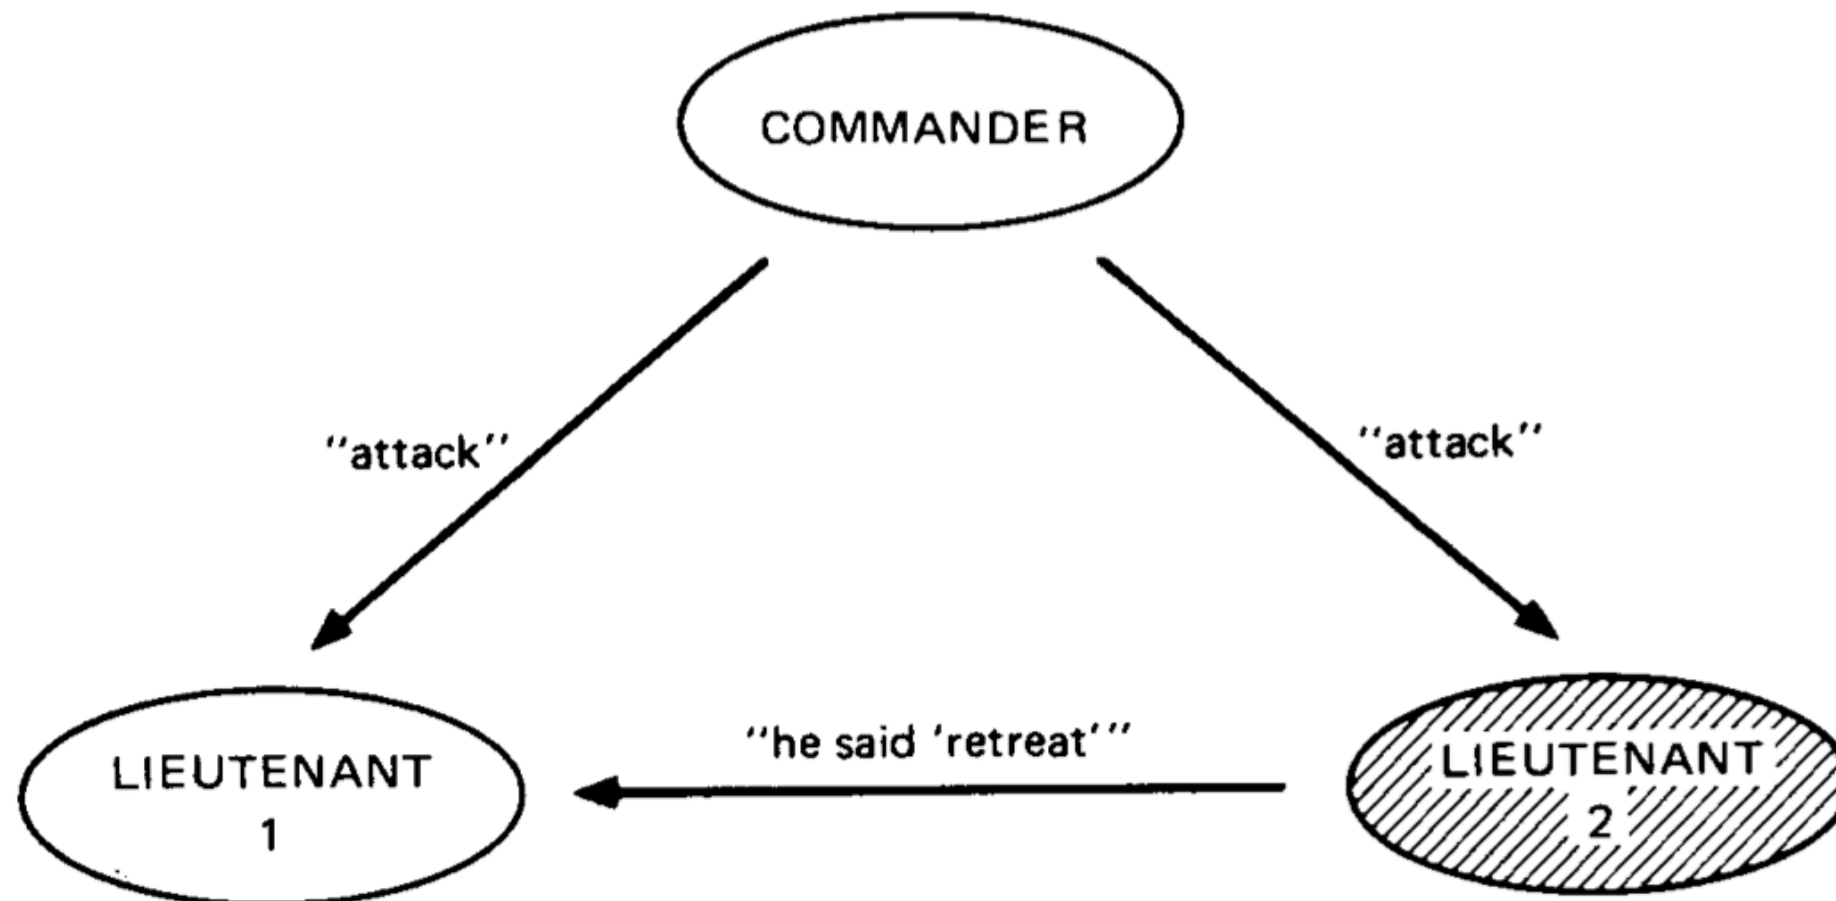 COMMANDER
"attack"
"attack"
"he said 'retreat'"
LIEUTENANT
1
LIEUTENANT
2